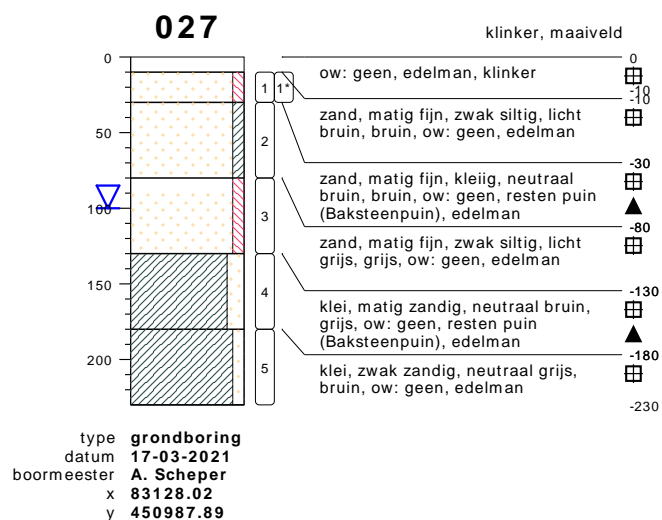 027
klinker, maaiveld
0
50
100
150
200
1
1*
2
3
4
5
0
ow: geen, edelman, klinker
-10
-10
zand, matig fijn, zwak siltig, licht
bruin, bruin, ow: geen, edelman
-30
zand, matig fijn, kleiig, neutraal
bruin, bruin, ow: geen, resten puin
(Baksteenpuin), edelman
-80
zand, matig fijn, zwak siltig, licht
grijs, grijs, ow: geen, edelman
-130
klei, matig zandig, neutraal bruin,
grijs, ow: geen, resten puin
(Baksteenpuin), edelman
-180
klei, zwak zandig, neutraal grijs,
bruin, ow: geen, edelman
-230
type grondboring
datum 17-03-2021
boormeester A. Scheper
x 83128.02
y 450987.89